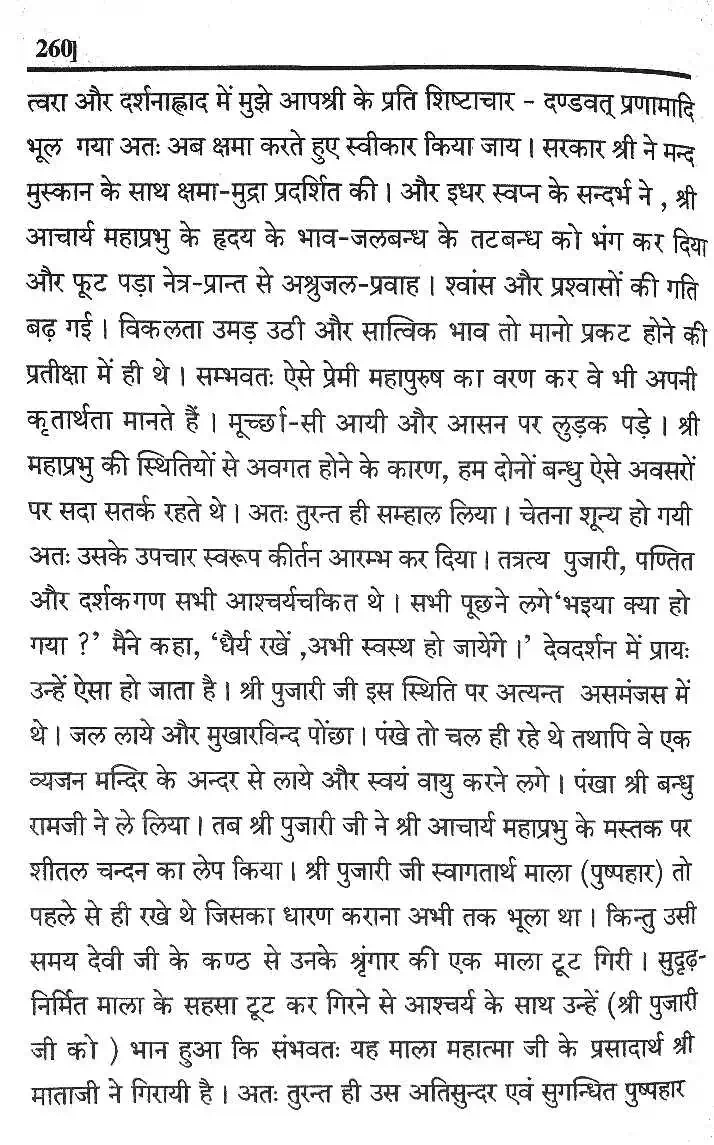 260]
त्वरा और दर्शनाह्लाद में मुझे आपश्री के प्रति शिष्टाचार - दण्डवत् प्रणामादि
भूल गया अतः अब क्षमा करते हुए स्वीकार किया जाय । सरकार श्री ने मन्द
मुस्कान के साथ क्षमा-मुद्रा प्रदर्शित की । और इधर स्वप्न के सन्दर्भ ने , श्री
आचार्य महाप्रभु के हृदय के भाव-जलबन्ध के तटबन्ध को भंग कर दिया
और फूट पड़ा नेत्र-प्रान्त से अश्रुजल-प्रवाह । श्वांस और प्रश्वासों की गति
बढ़ गई । विकलता उमड़ उठी और सात्विक भाव तो मानो प्रकट होने की
प्रतीक्षा में ही थे । सम्भवतः ऐसे प्रेमी महापुरुष का वरण कर वे भी अपनी
कृतार्थता मानते हैं । मूर्च्छा-सी आयी और आसन पर लुड़क पड़े । श्री
महाप्रभु की स्थितियों से अवगत होने के कारण, हम दोनों बन्धु ऐसे अवसरों
पर सदा सतर्क रहते थे । अतः तुरन्त ही सम्हाल लिया । चेतना शून्य हो गयी
अतः उसके उपचार स्वरूप कीर्तन आरम्भ कर दिया । तत्रत्य पुजारी, पण्तित
और दर्शकगण सभी आश्चर्यचकित थे । सभी पूछने लगे ‘भइया क्या हो
गया ?’ मैंने कहा, ‘धैर्य रखें ,अभी स्वस्थ हो जायेंगे ।’ देवदर्शन में प्रायः
उन्हें ऐसा हो जाता है । श्री पुजारी जी इस स्थिति पर अत्यन्त असमंजस में
थे । जल लाये और मुखारविन्द पोंछा । पंखे तो चल ही रहे थे तथापि वे एक
व्यजन मन्दिर के अन्दर से लाये और स्वयं वायु करने लगे । पंखा श्री बन्धु
रामजी ने ले लिया । तब श्री पुजारी जी ने श्री आचार्य महाप्रभु के मस्तक पर
शीतल चन्दन का लेप किया । श्री पुजारी जी स्वागतार्थ माला (पुष्पहार) तो
पहले से ही रखे थे जिसका धारण कराना अभी तक भूला था । किन्तु उसी
समय देवी जी के कण्ठ से उनके श्रृंगार की एक माला टूट गिरी । सुदृढ़-
निर्मित माला के सहसा टूट कर गिरने से आश्चर्य के साथ उन्हें (श्री पुजारी
जी को ) भान हुआ कि संभवतः यह माला महात्मा जी के प्रसादार्थ श्री
माताजी ने गिरायी है । अतः तुरन्त ही उस अतिसुन्दर एवं सुगन्धित पुष्पहार